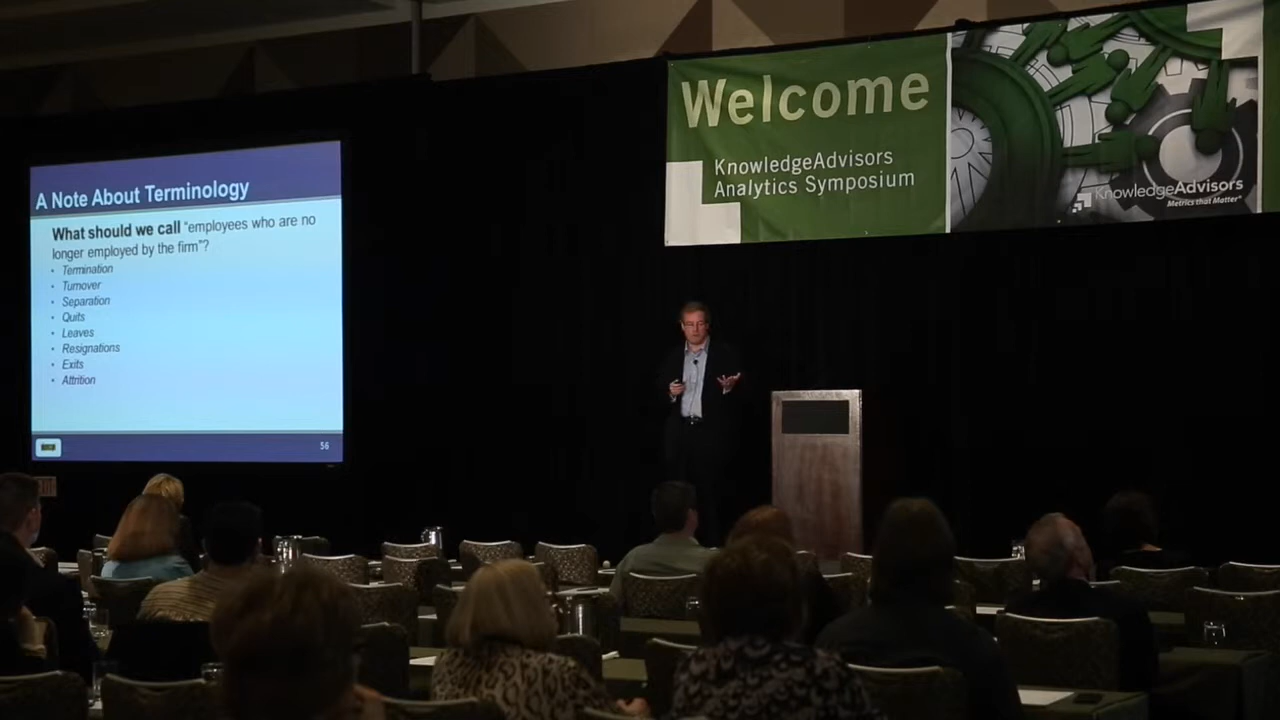 A Note About Terminology
What should we call “employees who are no
longer employed by the firm”?
• Termination
• Turnover
• Separation
• Quits
• Leaves
• Resignations
• Exits
• Attrition
56
Welcome
KnowledgeAdvisors
Analytics Symposium
KnowledgeAdvisors
Metrics that Matter®